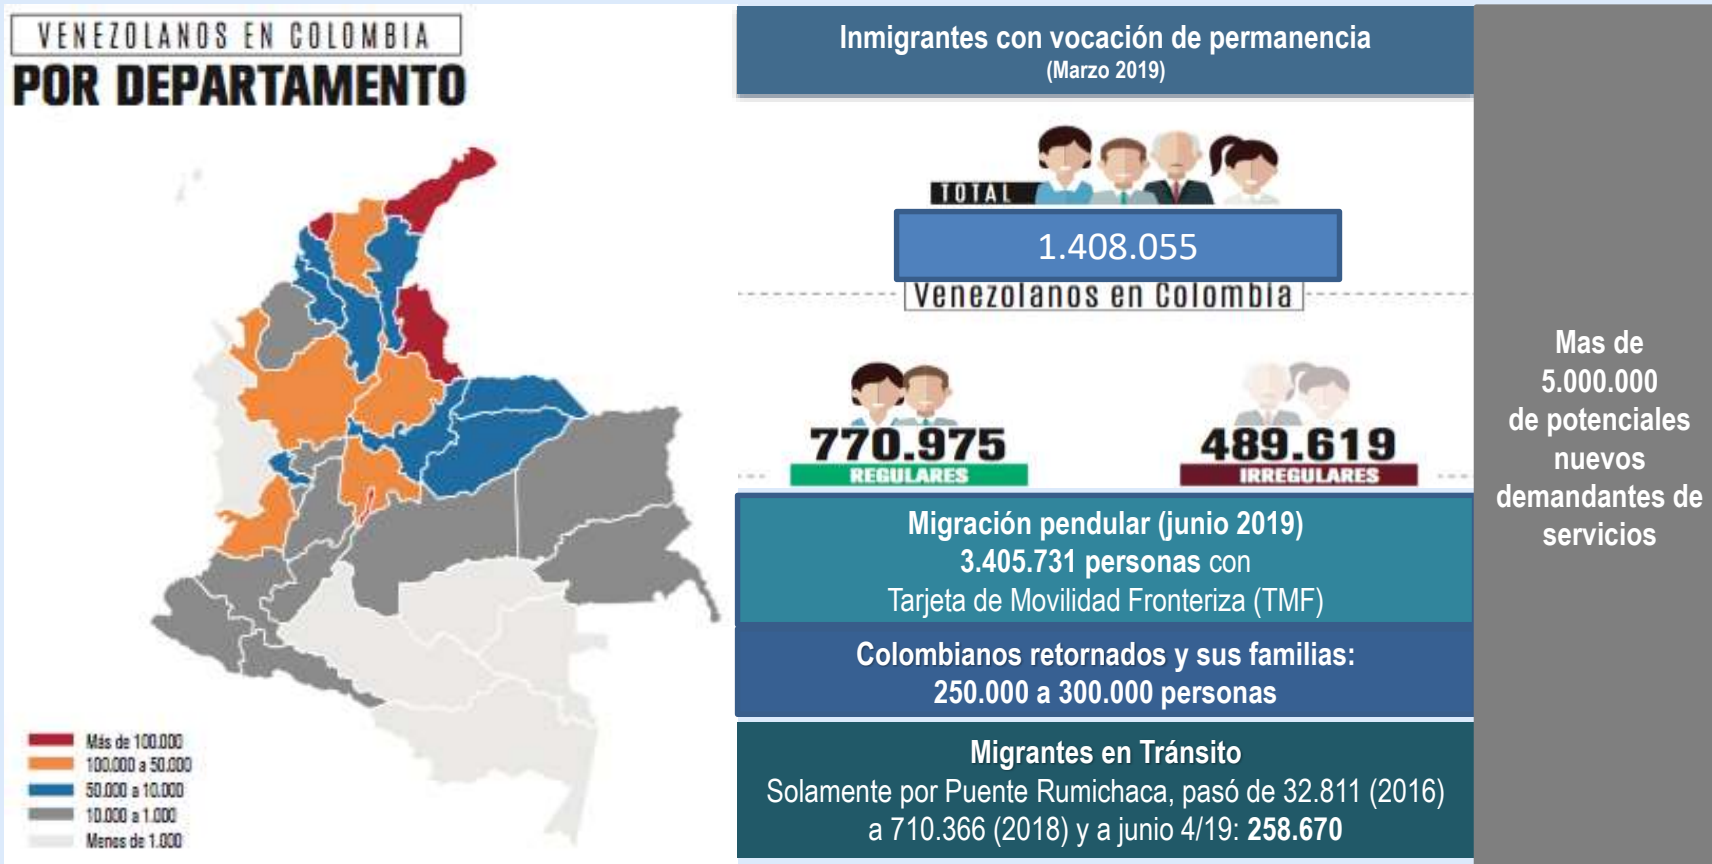 VENEZOLANOS EN COLOMBIA
POR DEPARTAMENTO
Más de 100.000
100.000 a 50.000
50.000 a 10.000
10.000 a 1.000
Menos de 1.000
Inmigrantes con vocación de permanencia
(Marzo 2019)
TOTAL
1.408.055
Venezolanos en Colombia
770.975
REGULARES
489.619
IRREGULARES
Migración pendular (junio 2019)
3.405.731 personas con
Tarjeta de Movilidad Fronteriza (TMF)
Colombianos retornados y sus familias:
250.000 a 300.000 personas
Migrantes en Tránsito
Solamente por Puente Rumichaca, pasó de 32.811 (2016)
a 710.366 (2018) y a junio 4/19: 258.670
Mas de
5.000.000
de potenciales
nuevos
demandantes de
servicios